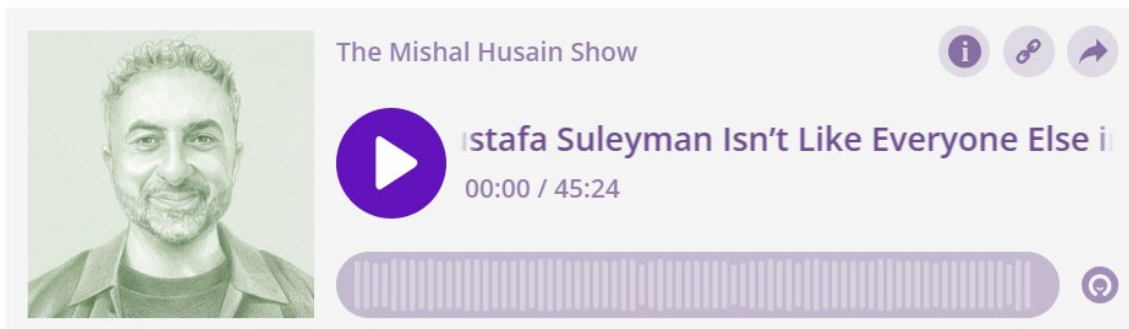 The Mishal Husain Show
stafa Suleyman Isn’t Like Everyone Else
00:00 / 45:24